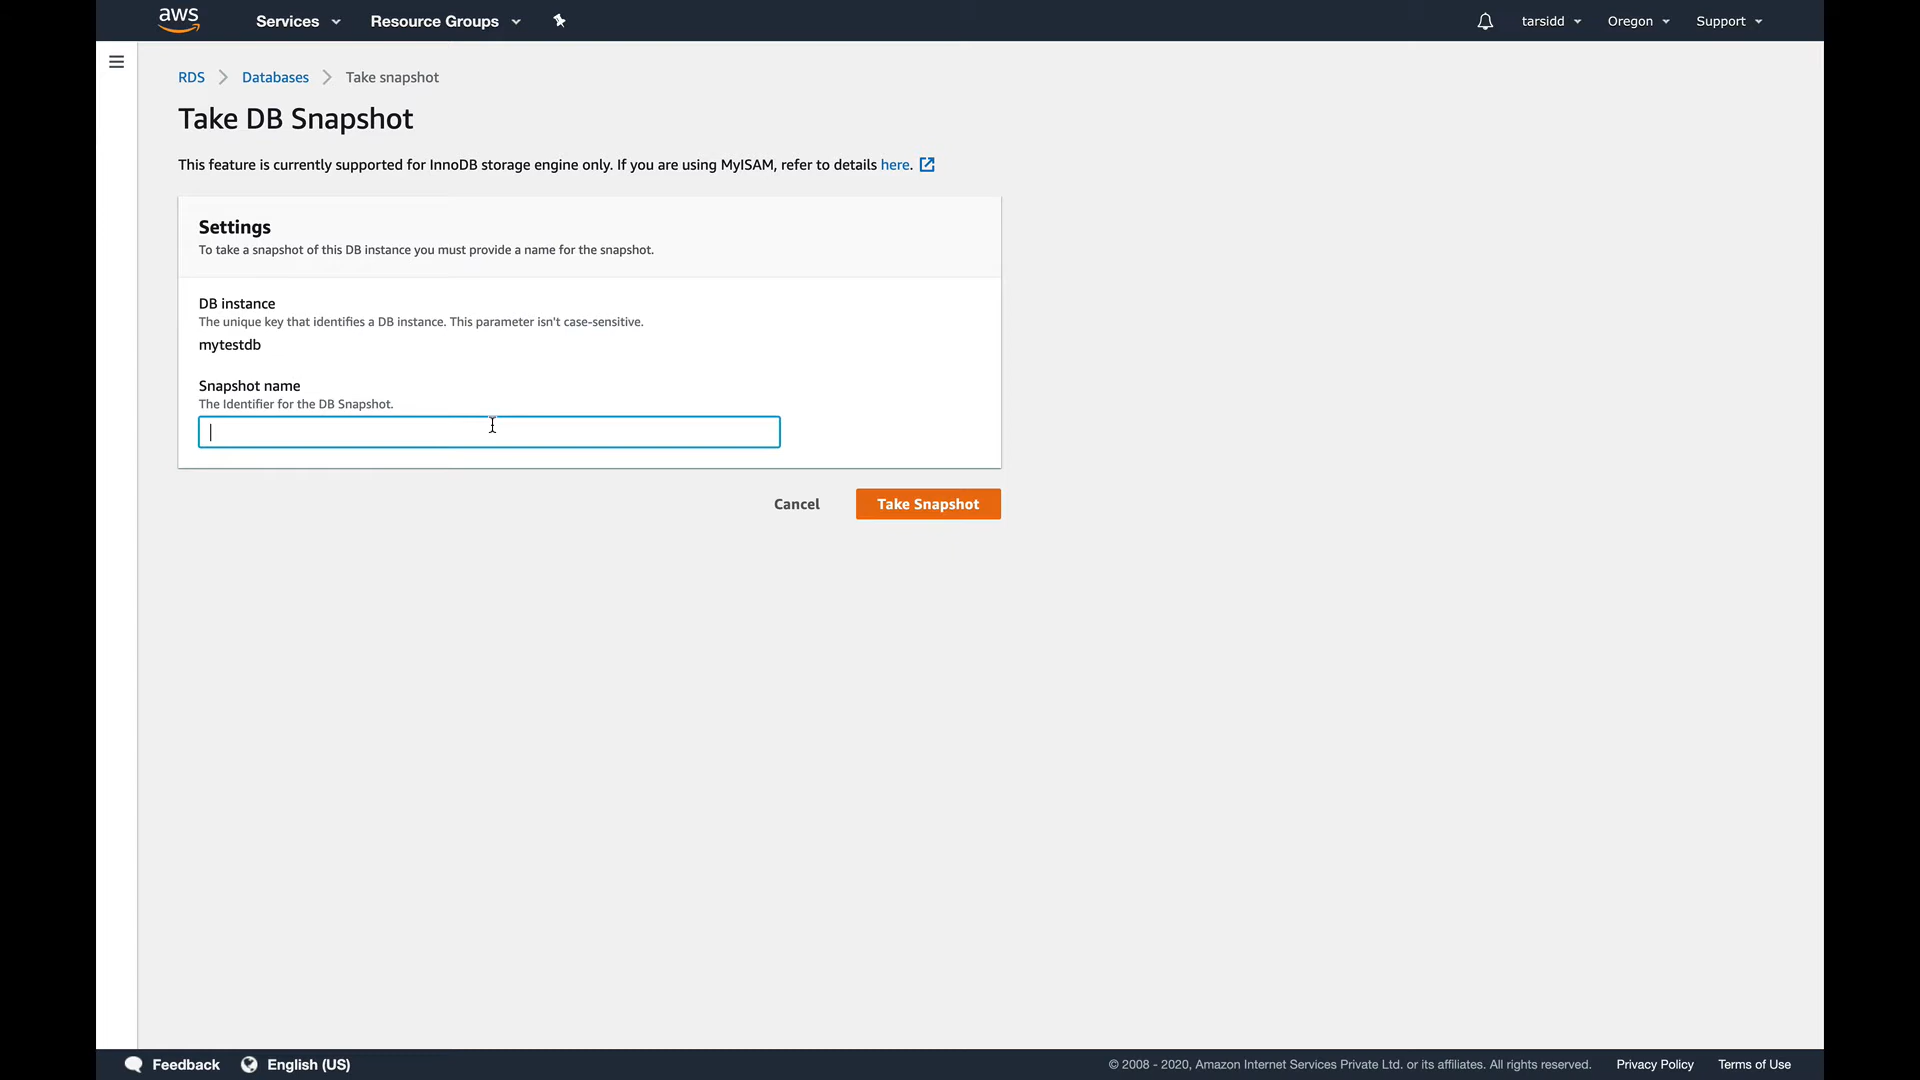 aws Services Resource Groups tarsidd Oregon Support
RDS Databases Take snapshot
Take DB Snapshot
This feature is currently supported for InnoDB storage engine only. If you are using MyISAM, refer to details here.
Settings
To take a snapshot of this DB instance you must provide a name for the snapshot.
DB instance
The unique key that identifies a DB instance. This parameter isn't case-sensitive.
mytestdb
Snapshot name
The Identifier for the DB Snapshot.
Cancel Take Snapshot
Feedback English (US) © 2008 - 2020, Amazon Internet Services Private Ltd. or its affiliates. All rights reserved. Privacy Policy Terms of Use